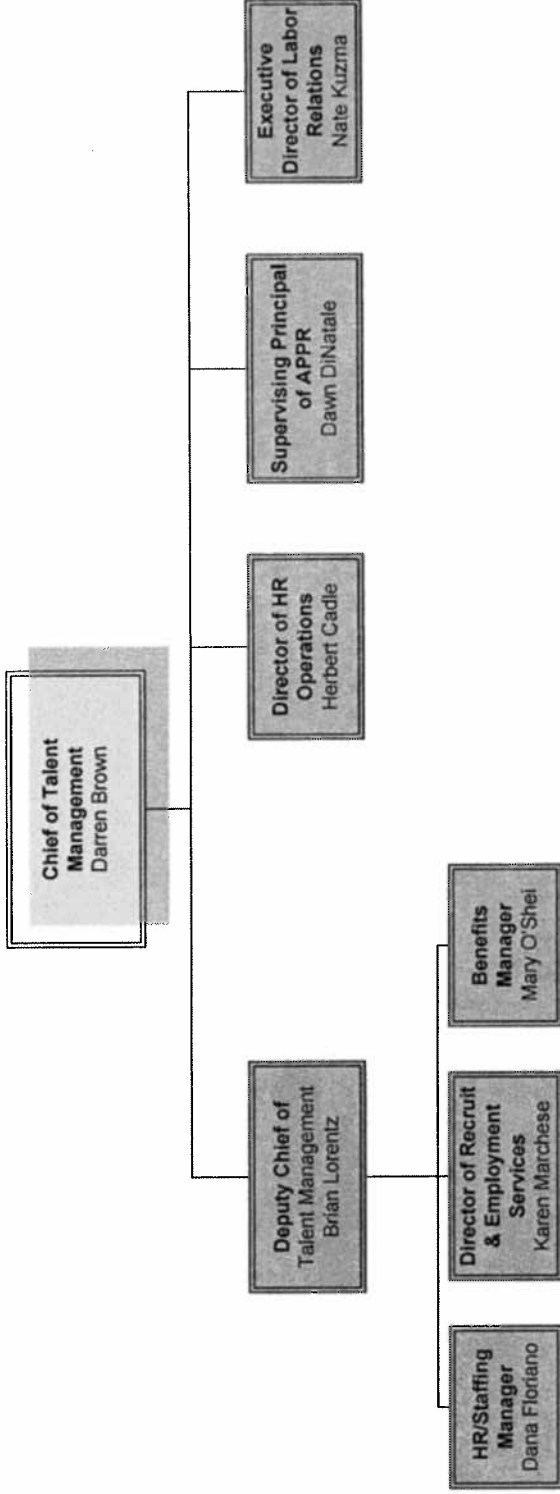 Chief of Talent
Management
Darren Brown
Deputy Chief of
Talent Management
Brian Lorentz
Director of HR
Operations
Herbert Cadle
Supervising Principal
of APPR
Dawn DiNatale
Executive
Director of Labor
Relations
Nate Kuzma
HR/Staffing
Manager
Dana Floriano
Director of Recruit
& Employment
Services
Karen Marchese
Benefits
Manager
Mary O'Shei